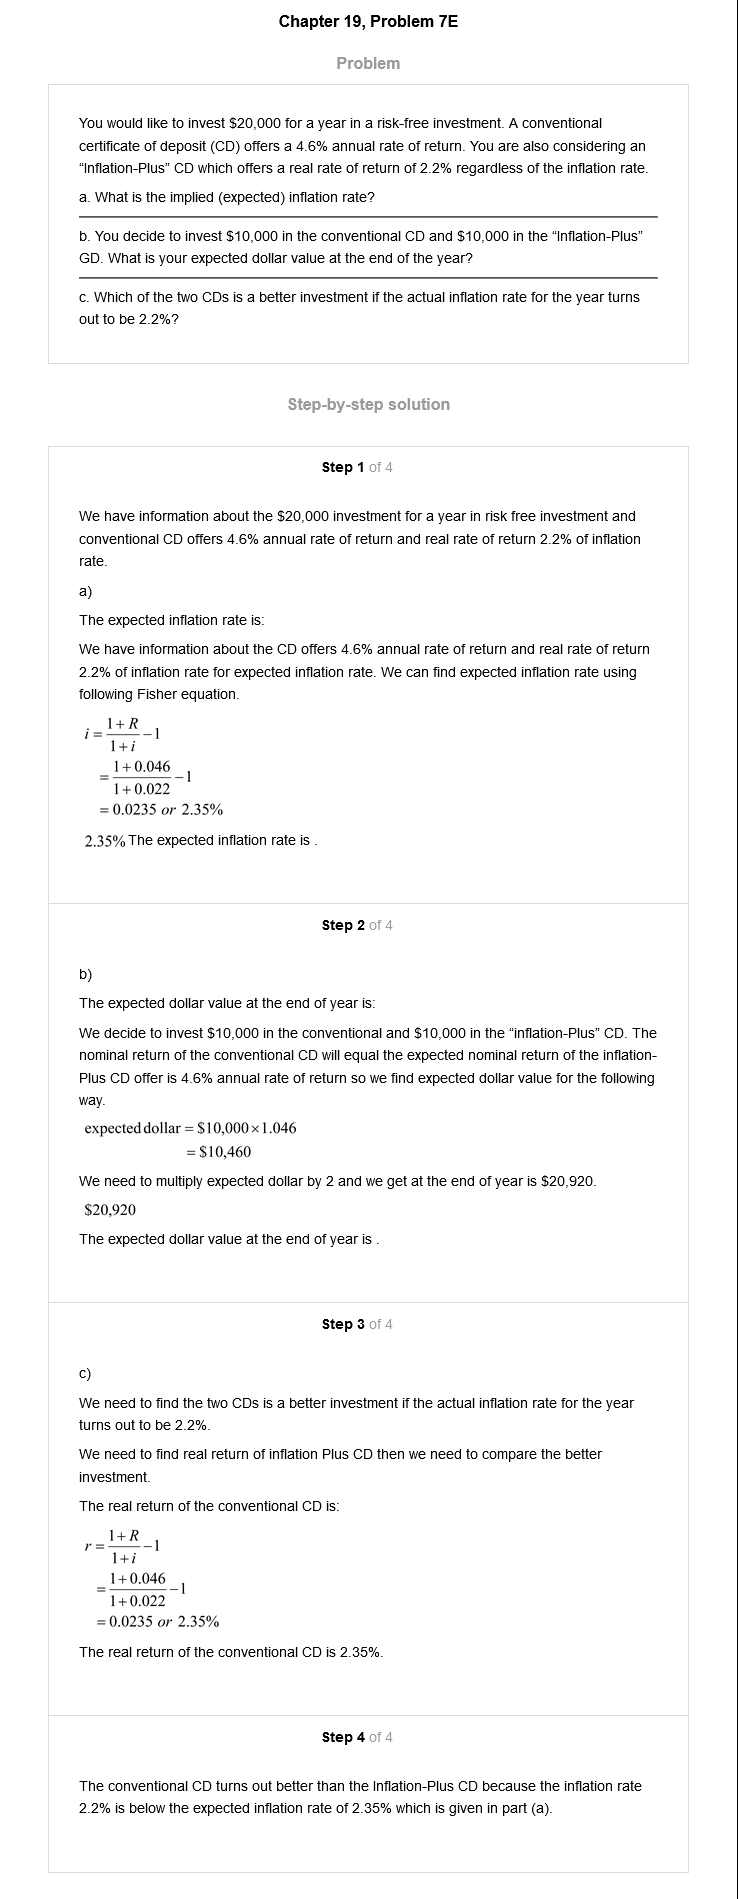 Chapter 19, Problem 7E
Problem
You would like to invest $20,000 for a year in a risk-free investment. A conventional
certificate of deposit (CD) offers a 4.6% annual rate of return. You are also considering an
“Inflation-Plus” CD which offers a real rate of return of 2.2% regardless of the inflation rate.
a. What is the implied (expected) inflation rate?
b. You decide to invest $10,000 in the conventional CD and $10,000 in the “Inflation-Plus”
GD. What is your expected dollar value at the end of the year?
c. Which of the two CDs is a better investment if the actual inflation rate for the year turns
out to be 2.2%?
Step-by-step solution
Step 1 of 4
We have information about the $20,000 investment for a year in risk free investment and
conventional CD offers 4.6% annual rate of return and real rate of return 2.2% of inflation
rate.
a)
The expected inflation rate is:
We have information about the CD offers 4.6% annual rate of return and real rate of return
2.2% of inflation rate for expected inflation rate. We can find expected inflation rate using
following Fisher equation.
i = (1 + R)/(1 + i) − 1
= (1 + 0.046)/(1 + 0.022) − 1
= 0.0235 or 2.35%
2.35% The expected inflation rate is .
Step 2 of 4
b)
The expected dollar value at the end of year is:
We decide to invest $10,000 in the conventional and $10,000 in the “inflation-Plus” CD. The
nominal return of the conventional CD will equal the expected nominal return of the inflation-
Plus CD offer is 4.6% annual rate of return so we find expected dollar value for the following
way.
expected dollar = $10,000 × 1.046
= $10,460
We need to multiply expected dollar by 2 and we get at the end of year is $20,920.
$20,920
The expected dollar value at the end of year is .
Step 3 of 4
c)
We need to find the two CDs is a better investment if the actual inflation rate for the year
turns out to be 2.2%.
We need to find real return of inflation Plus CD then we need to compare the better
investment.
The real return of the conventional CD is:
r = (1 + R)/(1 + i) − 1
= (1 + 0.046)/(1 + 0.022) − 1
= 0.0235 or 2.35%
The real return of the conventional CD is 2.35%.
Step 4 of 4
The conventional CD turns out better than the Inflation-Plus CD because the inflation rate
2.2% is below the expected inflation rate of 2.35% which is given in part (a).